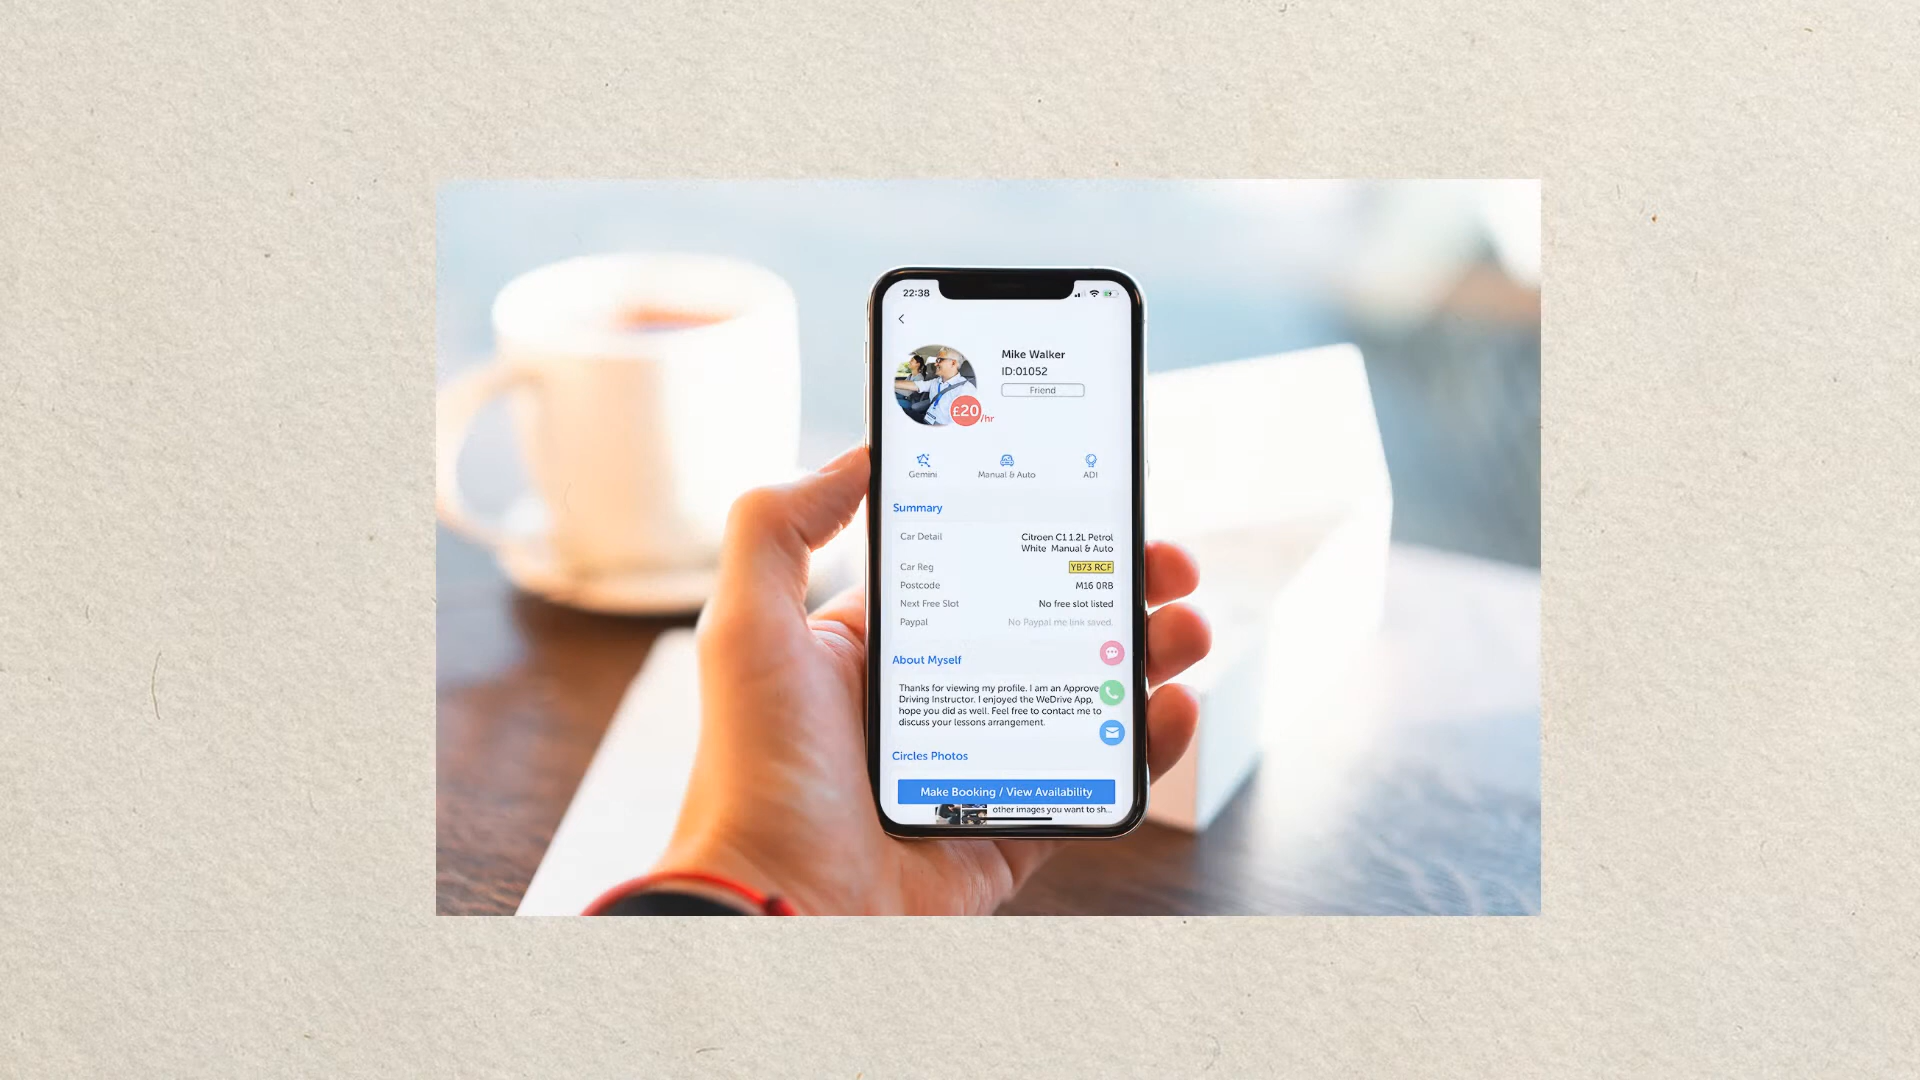 22:38
Mike Walker
ID:01052
Friend
£20/hr
Gemini
Manual & Auto
ADI
Summary
Car Detail
Citroen C1 1.2L Petrol
White Manual & Auto
Car Reg
YB73 RCF
Postcode
M16 0RB
Next Free Slot
No free slot listed
Paypal
No Paypal me link saved.
About Myself
Thanks for viewing my profile. I am an Approve
Driving Instructor. I enjoyed the WeDrive App,
hope you did as well. Feel free to contact me to
discuss your lessons arrangement.
Circles Photos
Make Booking / View Availability
other images you want to sh...